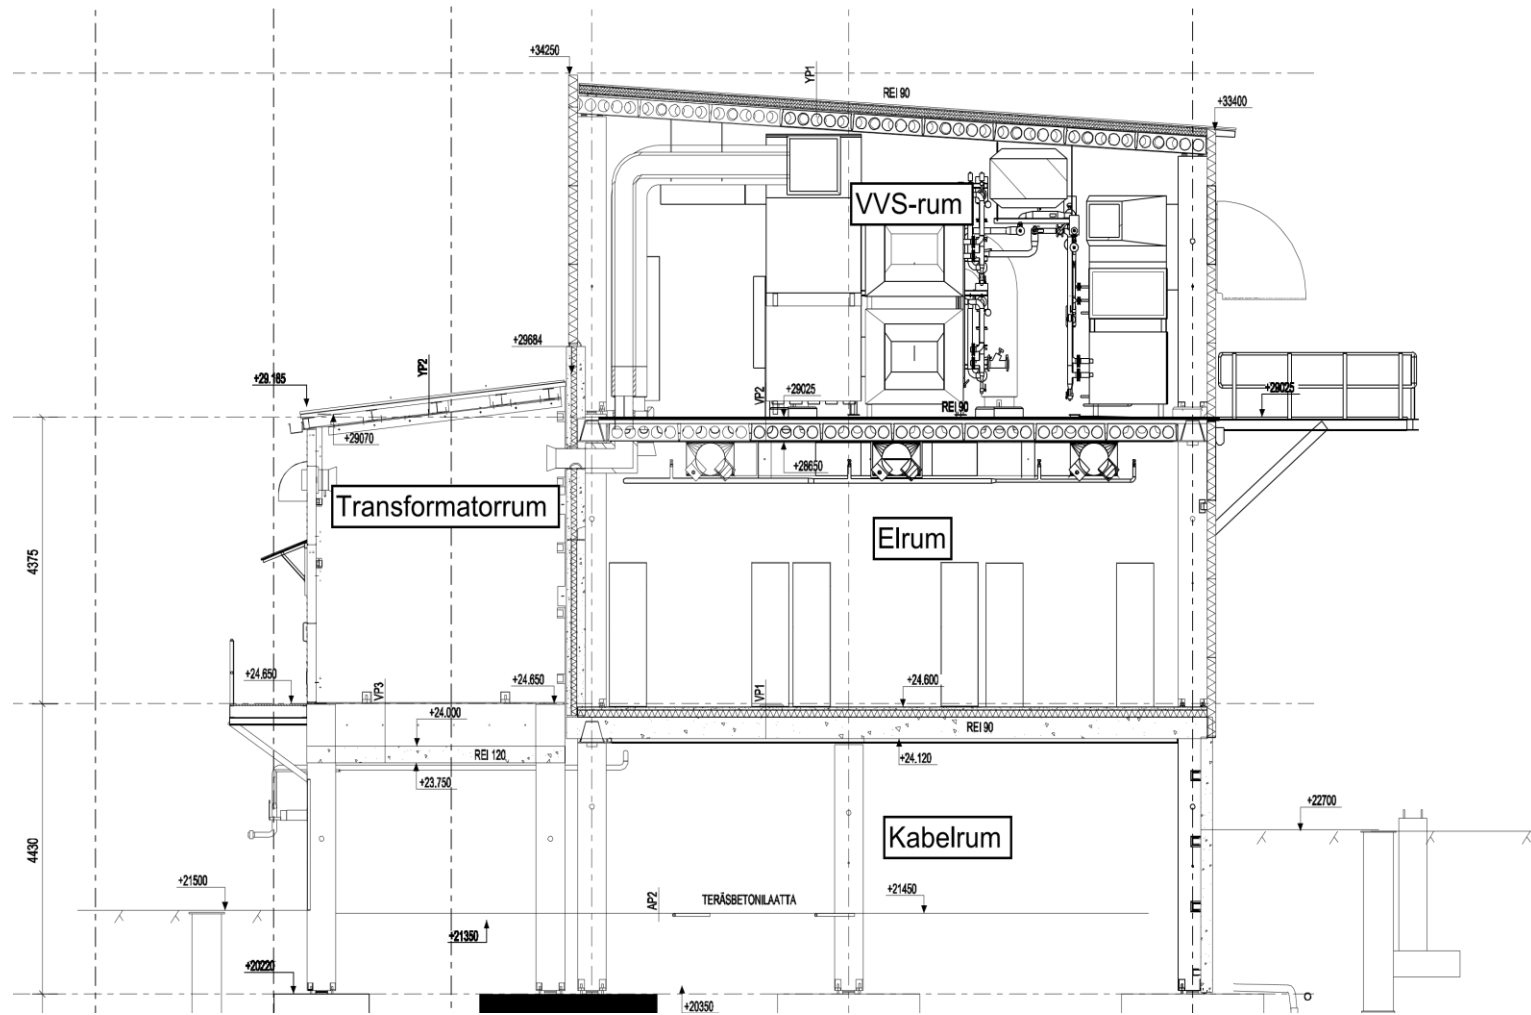 +34250
YP1
REI 90
+33400
VVS-rum
+29684
+29.165
YP2
+29070
VP2
+29025
REI 90
+29025
+28650
Transformatorrum
Elrum
4375
+24.650
VP3
+24.650
VP1
+24.600
+24.000
REI 90
REI 120
+24.120
+23.750
+22700
Kabelrum
4430
+21500
AP2
TERÄSBETONILAATTA
+21450
+21350
+20220
+20350